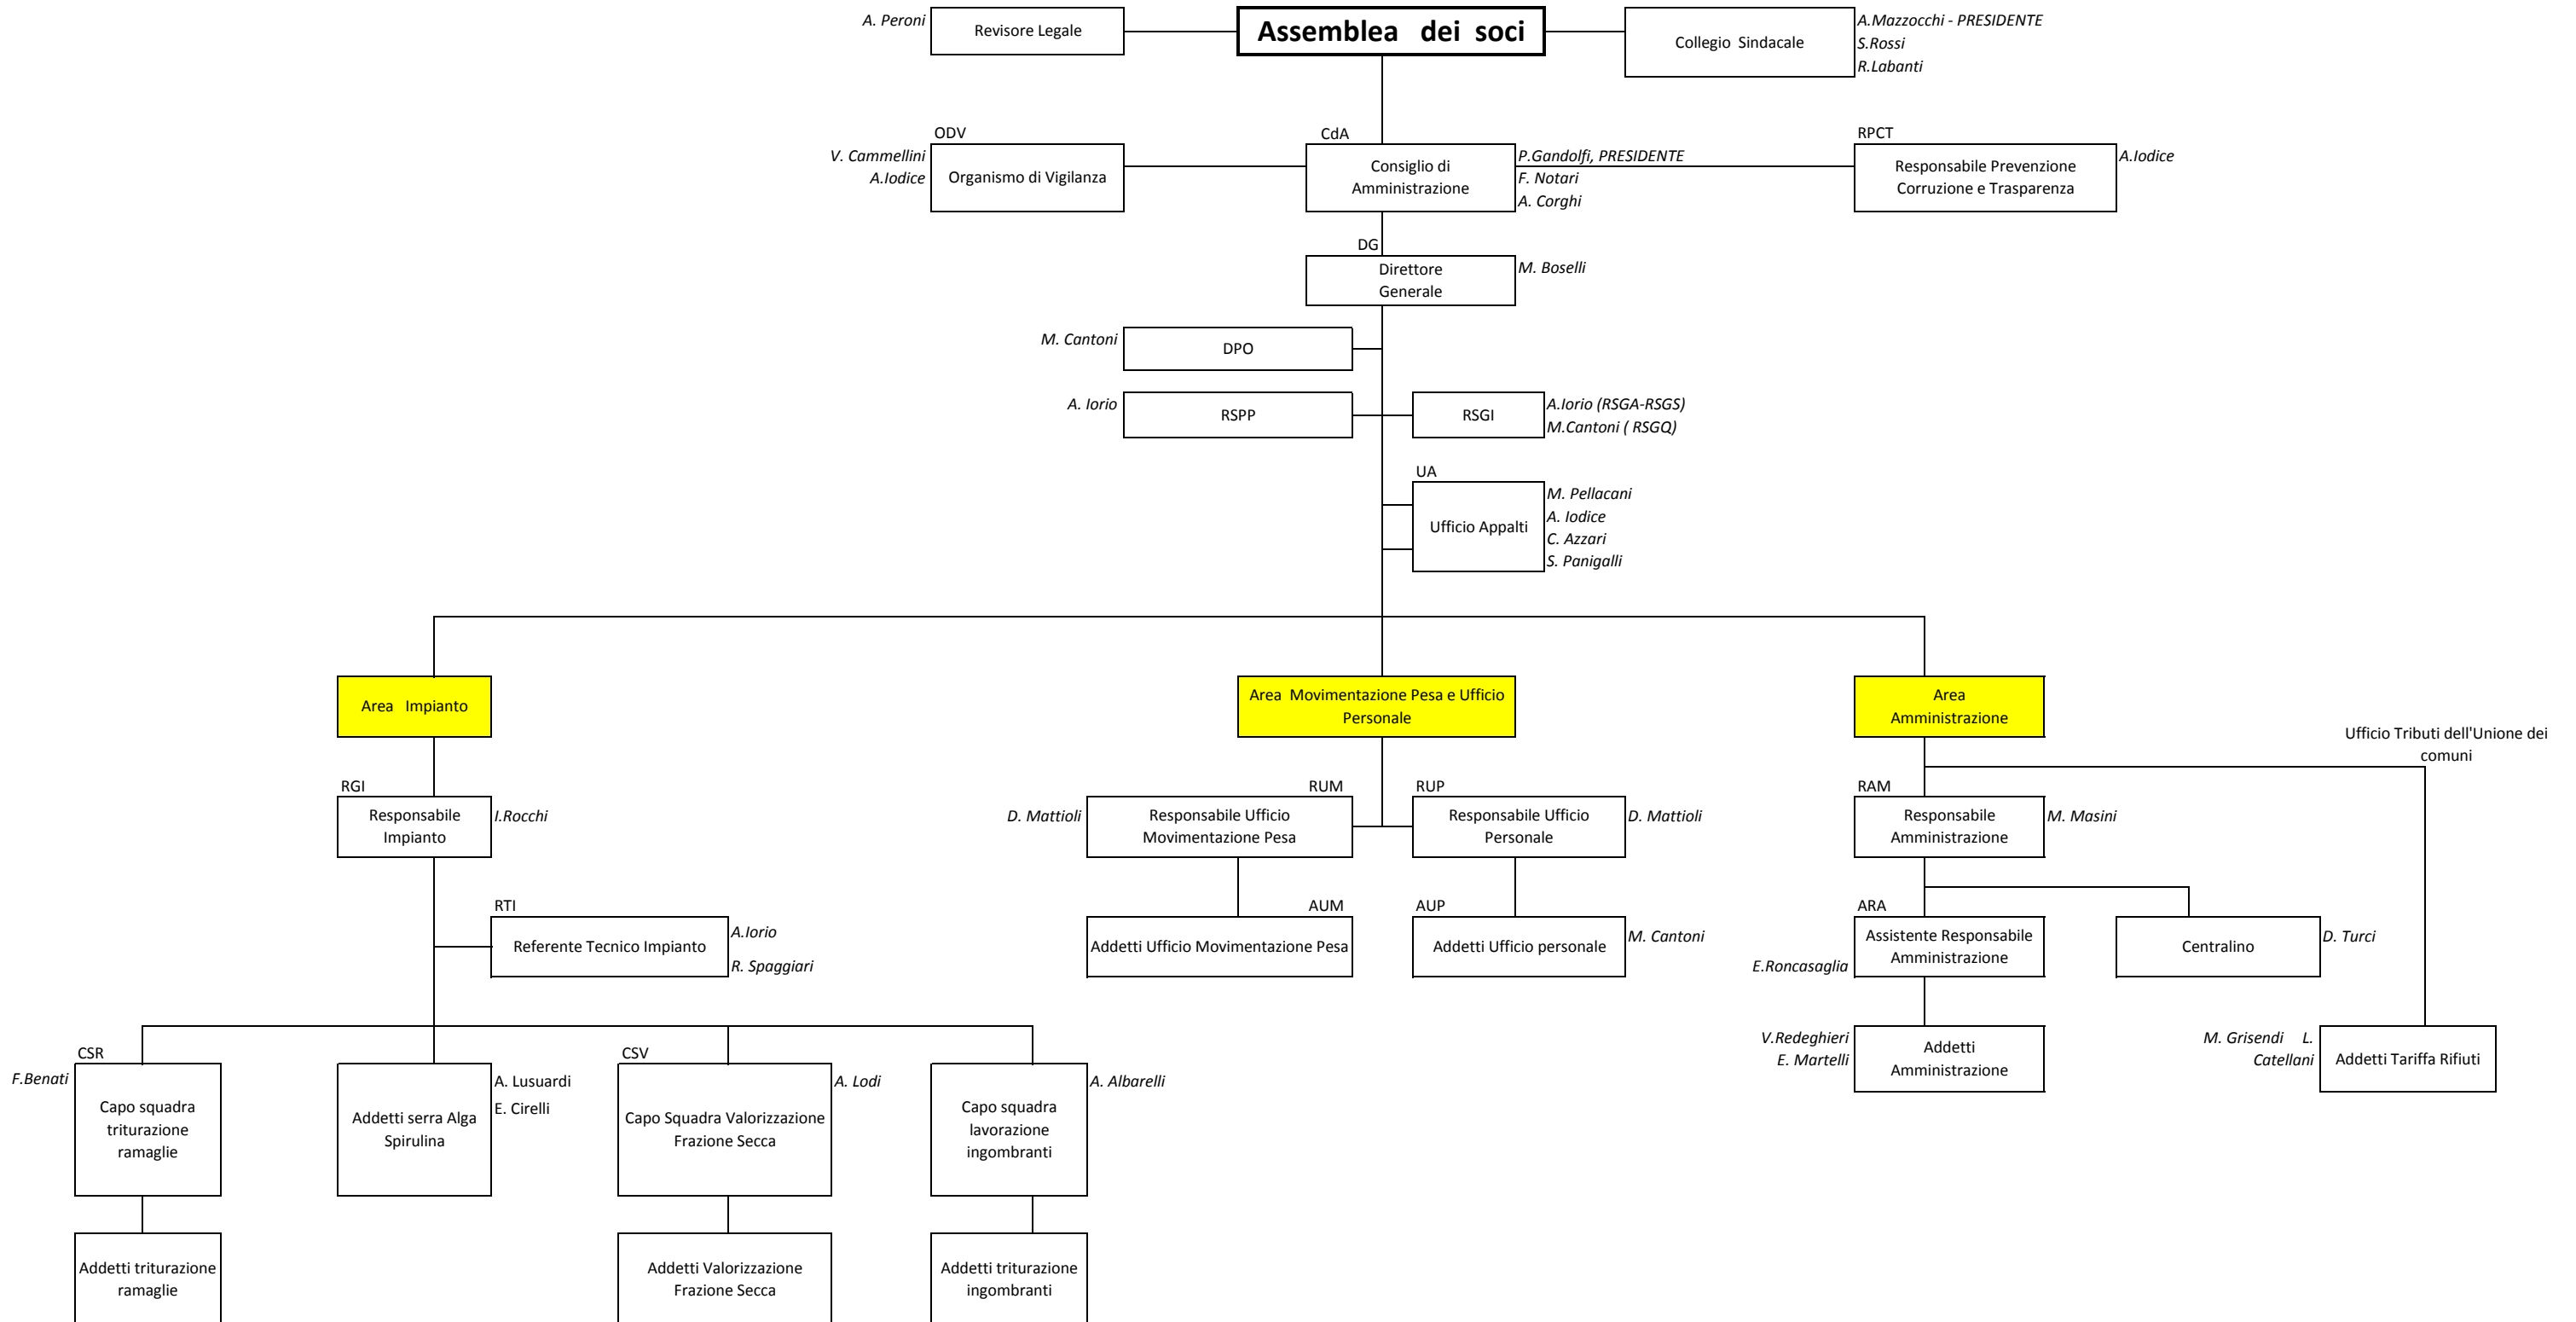 A. Peroni
Revisore Legale
Assemblea dei soci
Collegio Sindacale
A.Mazzocchi - PRESIDENTE
S.Rossi
R.Labanti
ODV
V. Cammellini
A.Iodice
Organismo di Vigilanza
CdA
Consiglio di
Amministrazione
P.Gandolfi, PRESIDENTE
F. Notari
A. Corghi
RPCT
Responsabile Prevenzione
Corruzione e Trasparenza
A.Iodice
DG
Direttore
Generale
M. Boselli
M. Cantoni
DPO
A. Iorio
RSPP
RSGI
A.Iorio (RSGA-RSGS)
M.Cantoni ( RSGQ)
UA
Ufficio Appalti
M. Pellacani
A. Iodice
C. Azzari
S. Panigalli
Area Impianto
Area Movimentazione Pesa e Ufficio
Personale
Area
Amministrazione
Ufficio Tributi dell'Unione dei
comuni
RGI
Responsabile
Impianto
I.Rocchi
D. Mattioli
RUM
Responsabile Ufficio
Movimentazione Pesa
RUP
Responsabile Ufficio
Personale
D. Mattioli
RAM
Responsabile
Amministrazione
M. Masini
RTI
Referente Tecnico Impianto
A.Iorio
R. Spaggiari
AUM
Addetti Ufficio Movimentazione Pesa
AUP
Addetti Ufficio personale
M. Cantoni
ARA
E.Roncasaglia
Assistente Responsabile
Amministrazione
Centralino
D. Turci
CSR
F.Benati
Capo squadra
triturazione
ramaglie
Addetti serra Alga
Spirulina
A. Lusuardi
E. Cirelli
CSV
Capo Squadra Valorizzazione
Frazione Secca
A. Lodi
Capo squadra
lavorazione
ingombranti
A. Albarelli
V.Redeghieri
E. Martelli
Addetti
Amministrazione
M. Grisendi L.
Catellani
Addetti Tariffa Rifiuti
Addetti triturazione
ramaglie
Addetti Valorizzazione
Frazione Secca
Addetti triturazione
ingombranti